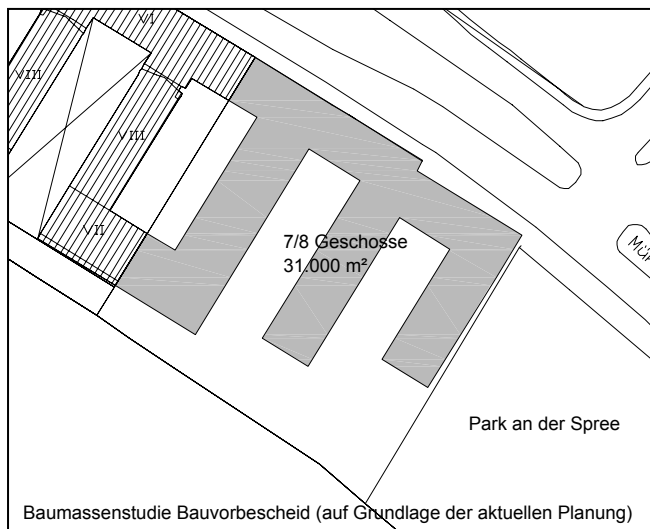 VI
VIII
VIII
VII
7/8 Geschosse
31.000 m²
Park an der Spree
Baumassenstudie Bauvorbescheid (auf Grundlage der aktuellen Planung)